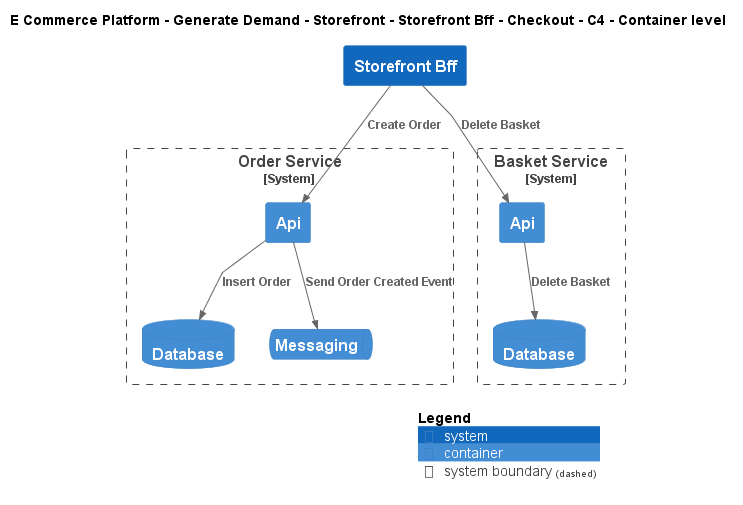 E Commerce Platform - Generate Demand - Storefront - Storefront Bff - Checkout - C4 - Container level
Storefront Bff
Create Order
Delete Basket
Order Service
[System]
Basket Service
[System]
Api
Api
Insert Order
Send Order Created Event
Delete Basket
Database
Messaging
Database
Legend
system
container
system boundary (dashed)